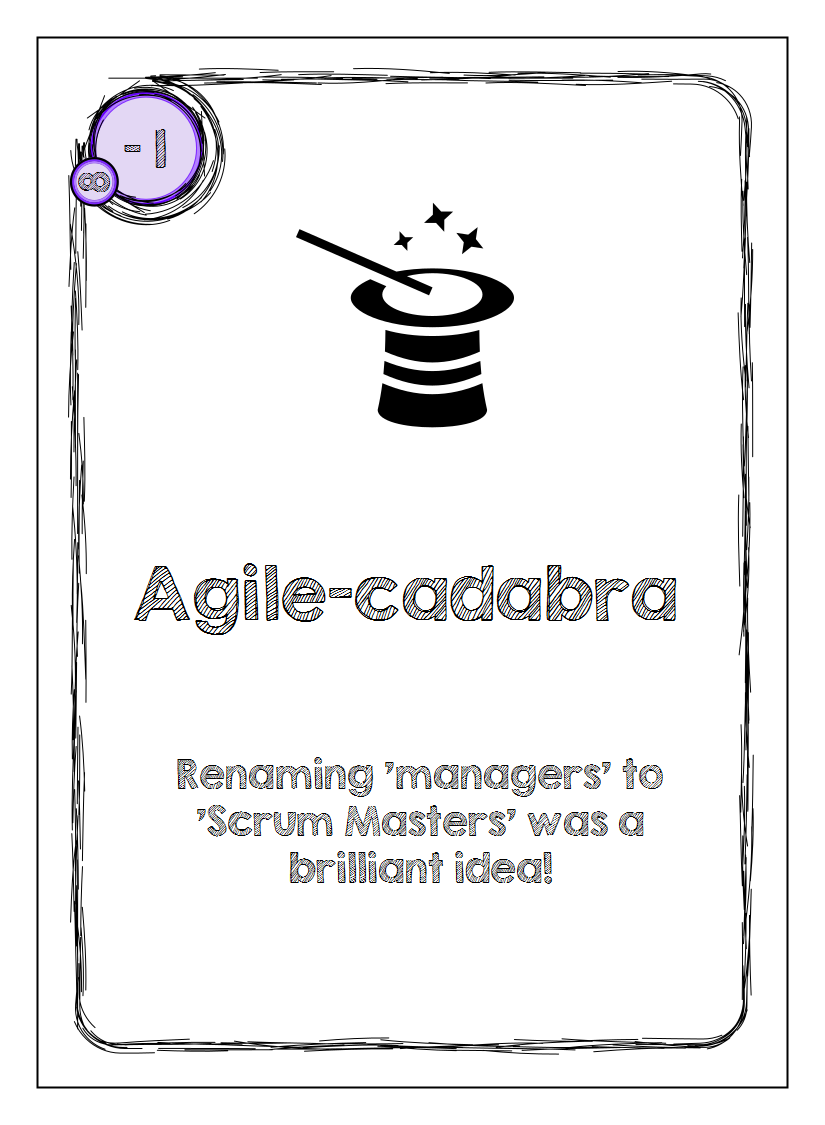 -1
8
Agile-cadabra
Renaming 'managers' to
'Scrum Masters' was a
brilliant idea!